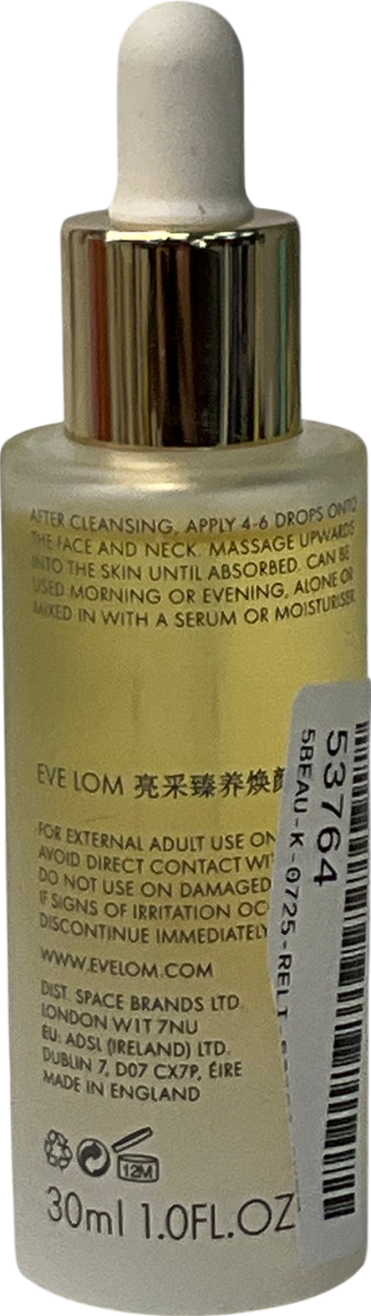 AFTER CLEANSING, APPLY 4-6 DROPS ONTO
THE FACE AND NECK. MASSAGE UPWARDS
INTO THE SKIN UNTIL ABSORBED. CAN BE
USED MORNING OR EVENING, ALONE OR
MIXED IN WITH A SERUM OR MOISTURISER.
EVE LOM 亮采臻养焕颜
FOR EXTERNAL ADULT USE ON
AVOID DIRECT CONTACT WIT
DO NOT USE ON DAMAGED
IF SIGNS OF IRRITATION OC
DISCONTINUE IMMEDIATELY
WWW.EVELOM.COM
DIST. SPACE BRANDS LTD.
LONDON W1T 7NU
EU: ADSL (IRELAND) LTD.
DUBLIN 7, D07 CX7P, ÉIRE
MADE IN ENGLAND
12M
30ml 1.0FL.OZ
53764
5BEAU-K-0725-REL1-